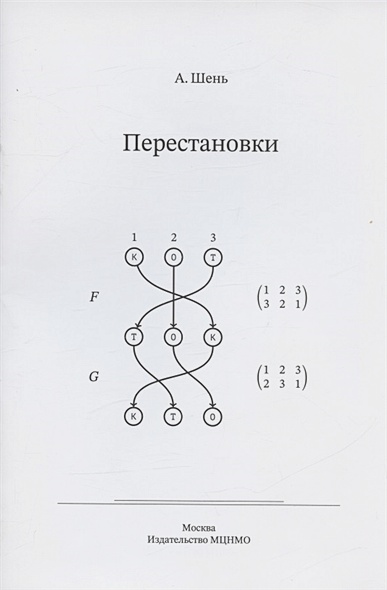 А. Шень
Перестановки
1 2 3
К О Т
F
(1 2 3)
(3 2 1)
Т О К
G
(1 2 3)
(2 3 1)
К Т О
Москва
Издательство МЦНМО